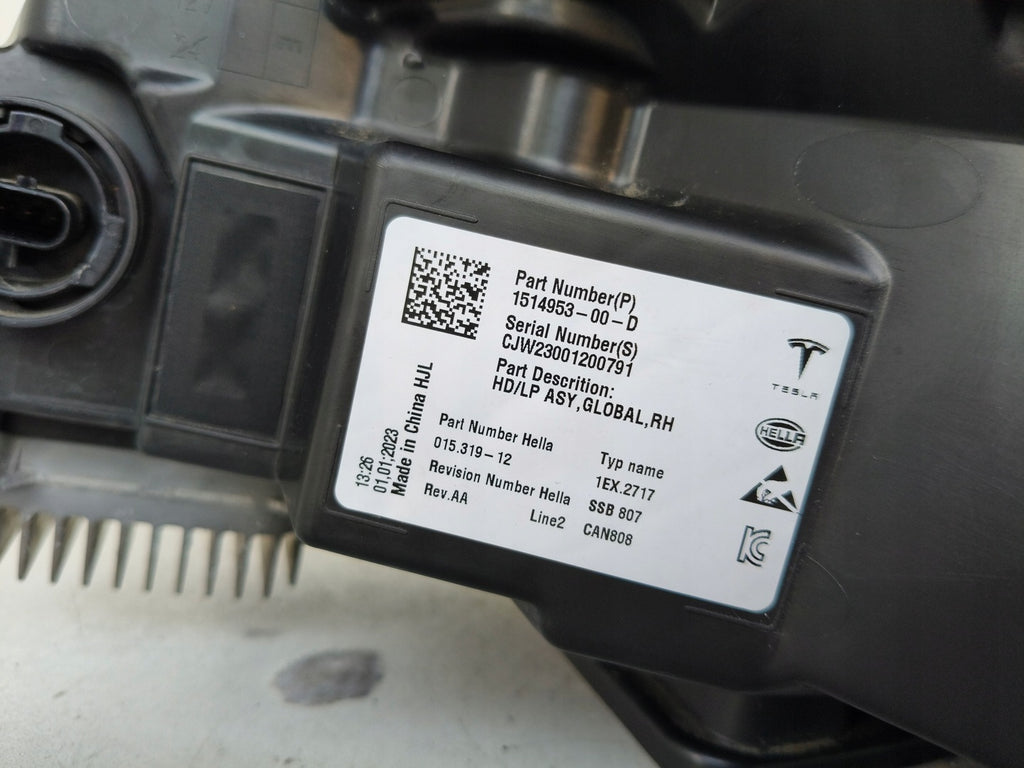 Part Number(P)
1514953-00-D
Serial Number(S)
CJW23001200791
Part Descrition:
HD/LP ASY,GLOBAL,RH
Part Number Hella
015.319-12
Revision Number Hella
Rev.AA
Line2
Typ name
1EX.2717
SSB 807
CAN808
13:26
01.01:2023
Made in China HJL
TESLA
HELLA